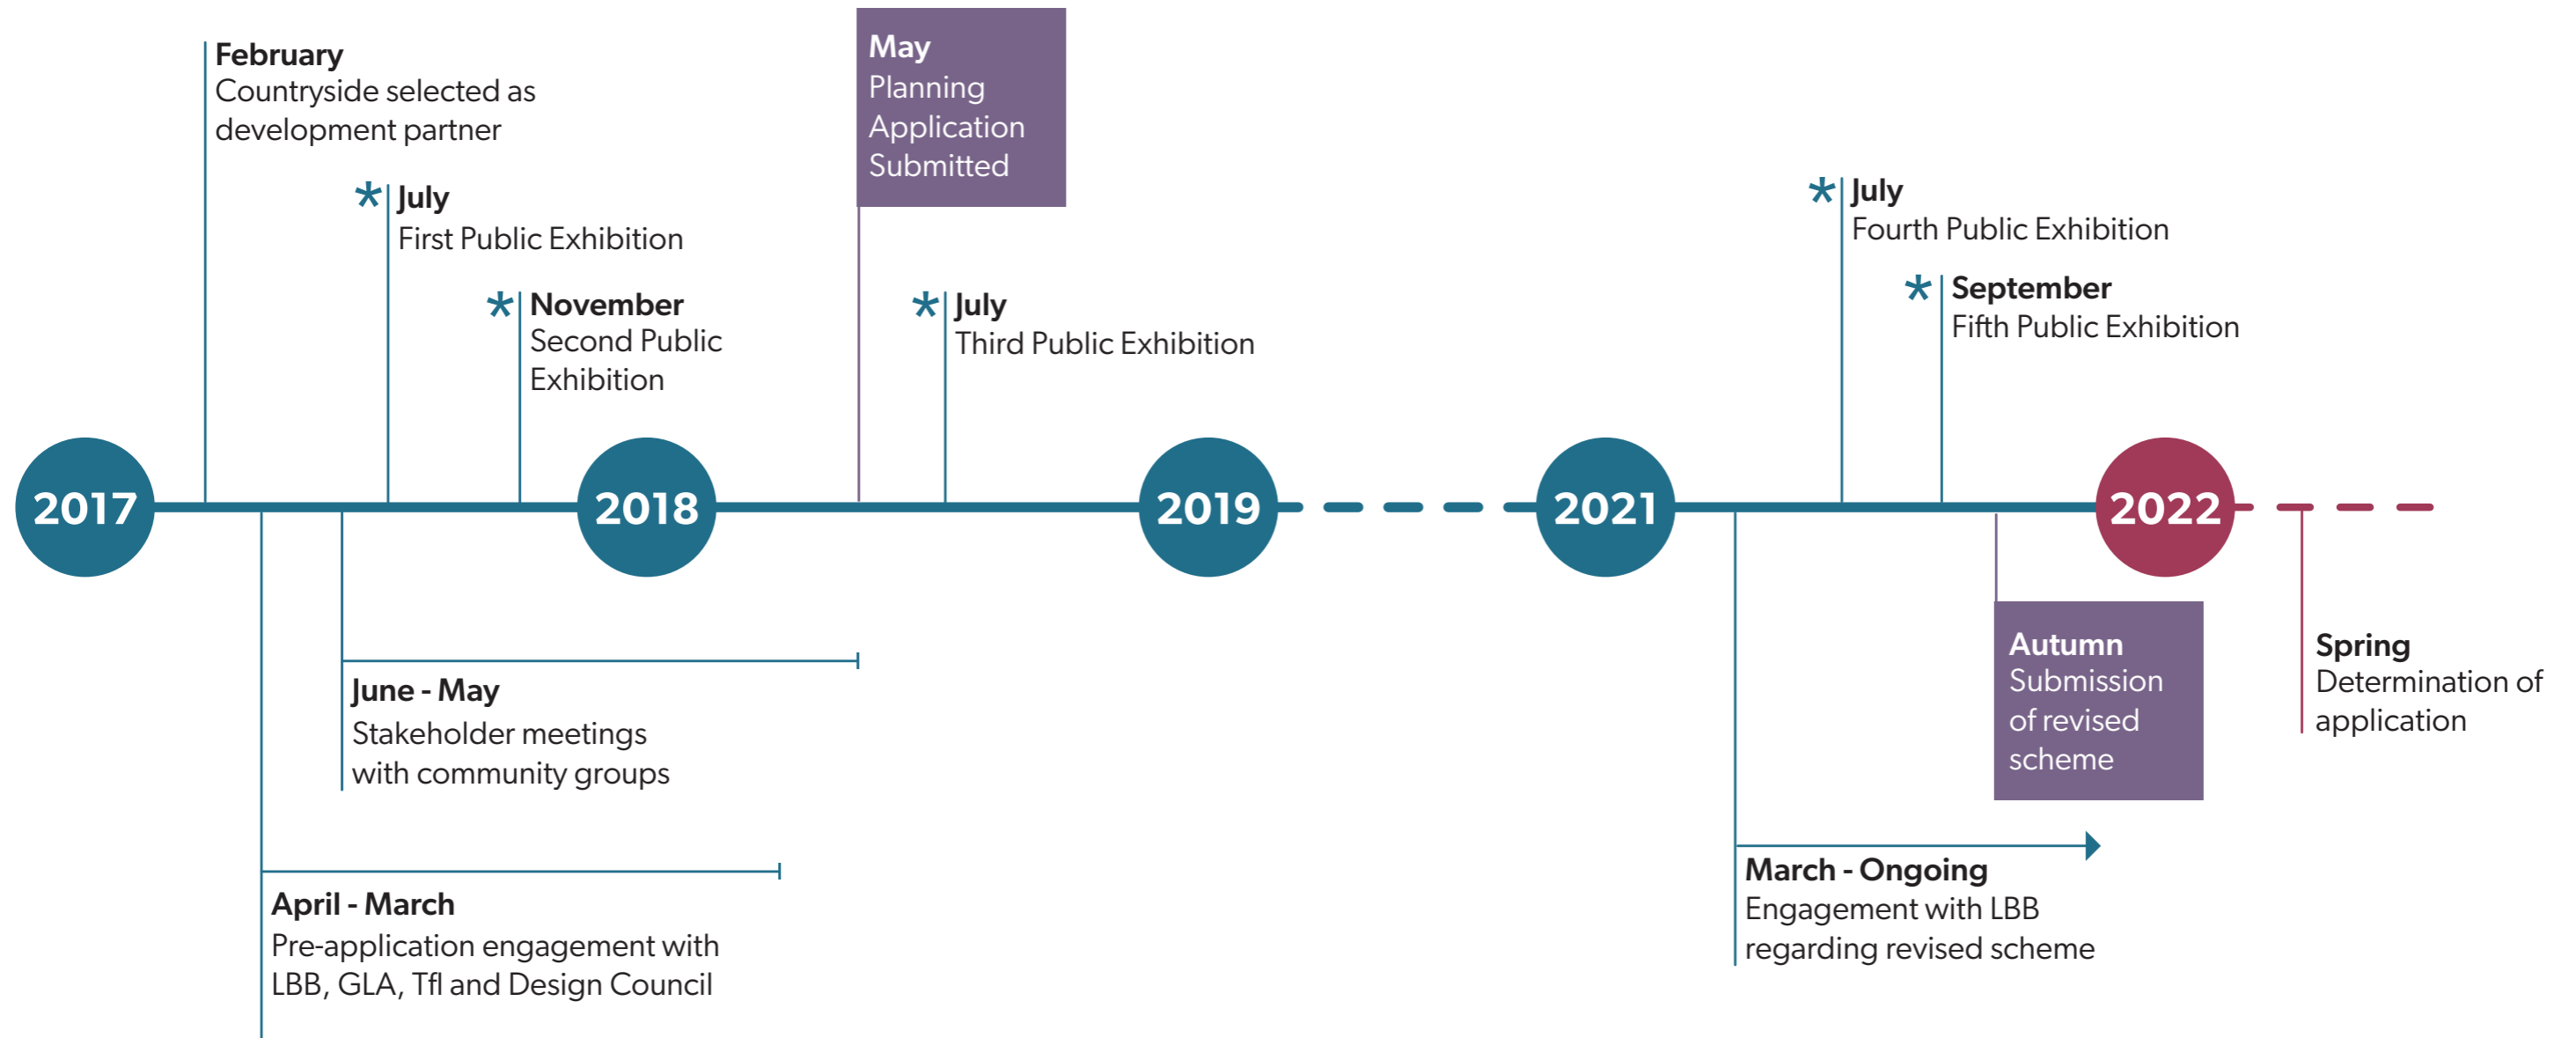 February
Countryside selected as
development partner
*
July
First Public Exhibition
*
November
Second Public
Exhibition
May
Planning
Application
Submitted
*
July
Third Public Exhibition
*
July
Fourth Public Exhibition
*
September
Fifth Public Exhibition
2017
2018
2019
2021
2022
June - May
Stakeholder meetings
with community groups
April - March
Pre-application engagement with
LBB, GLA, Tfl and Design Council
Autumn
Submission
of revised
scheme
March - Ongoing
Engagement with LBB
regarding revised scheme
Spring
Determination of
application